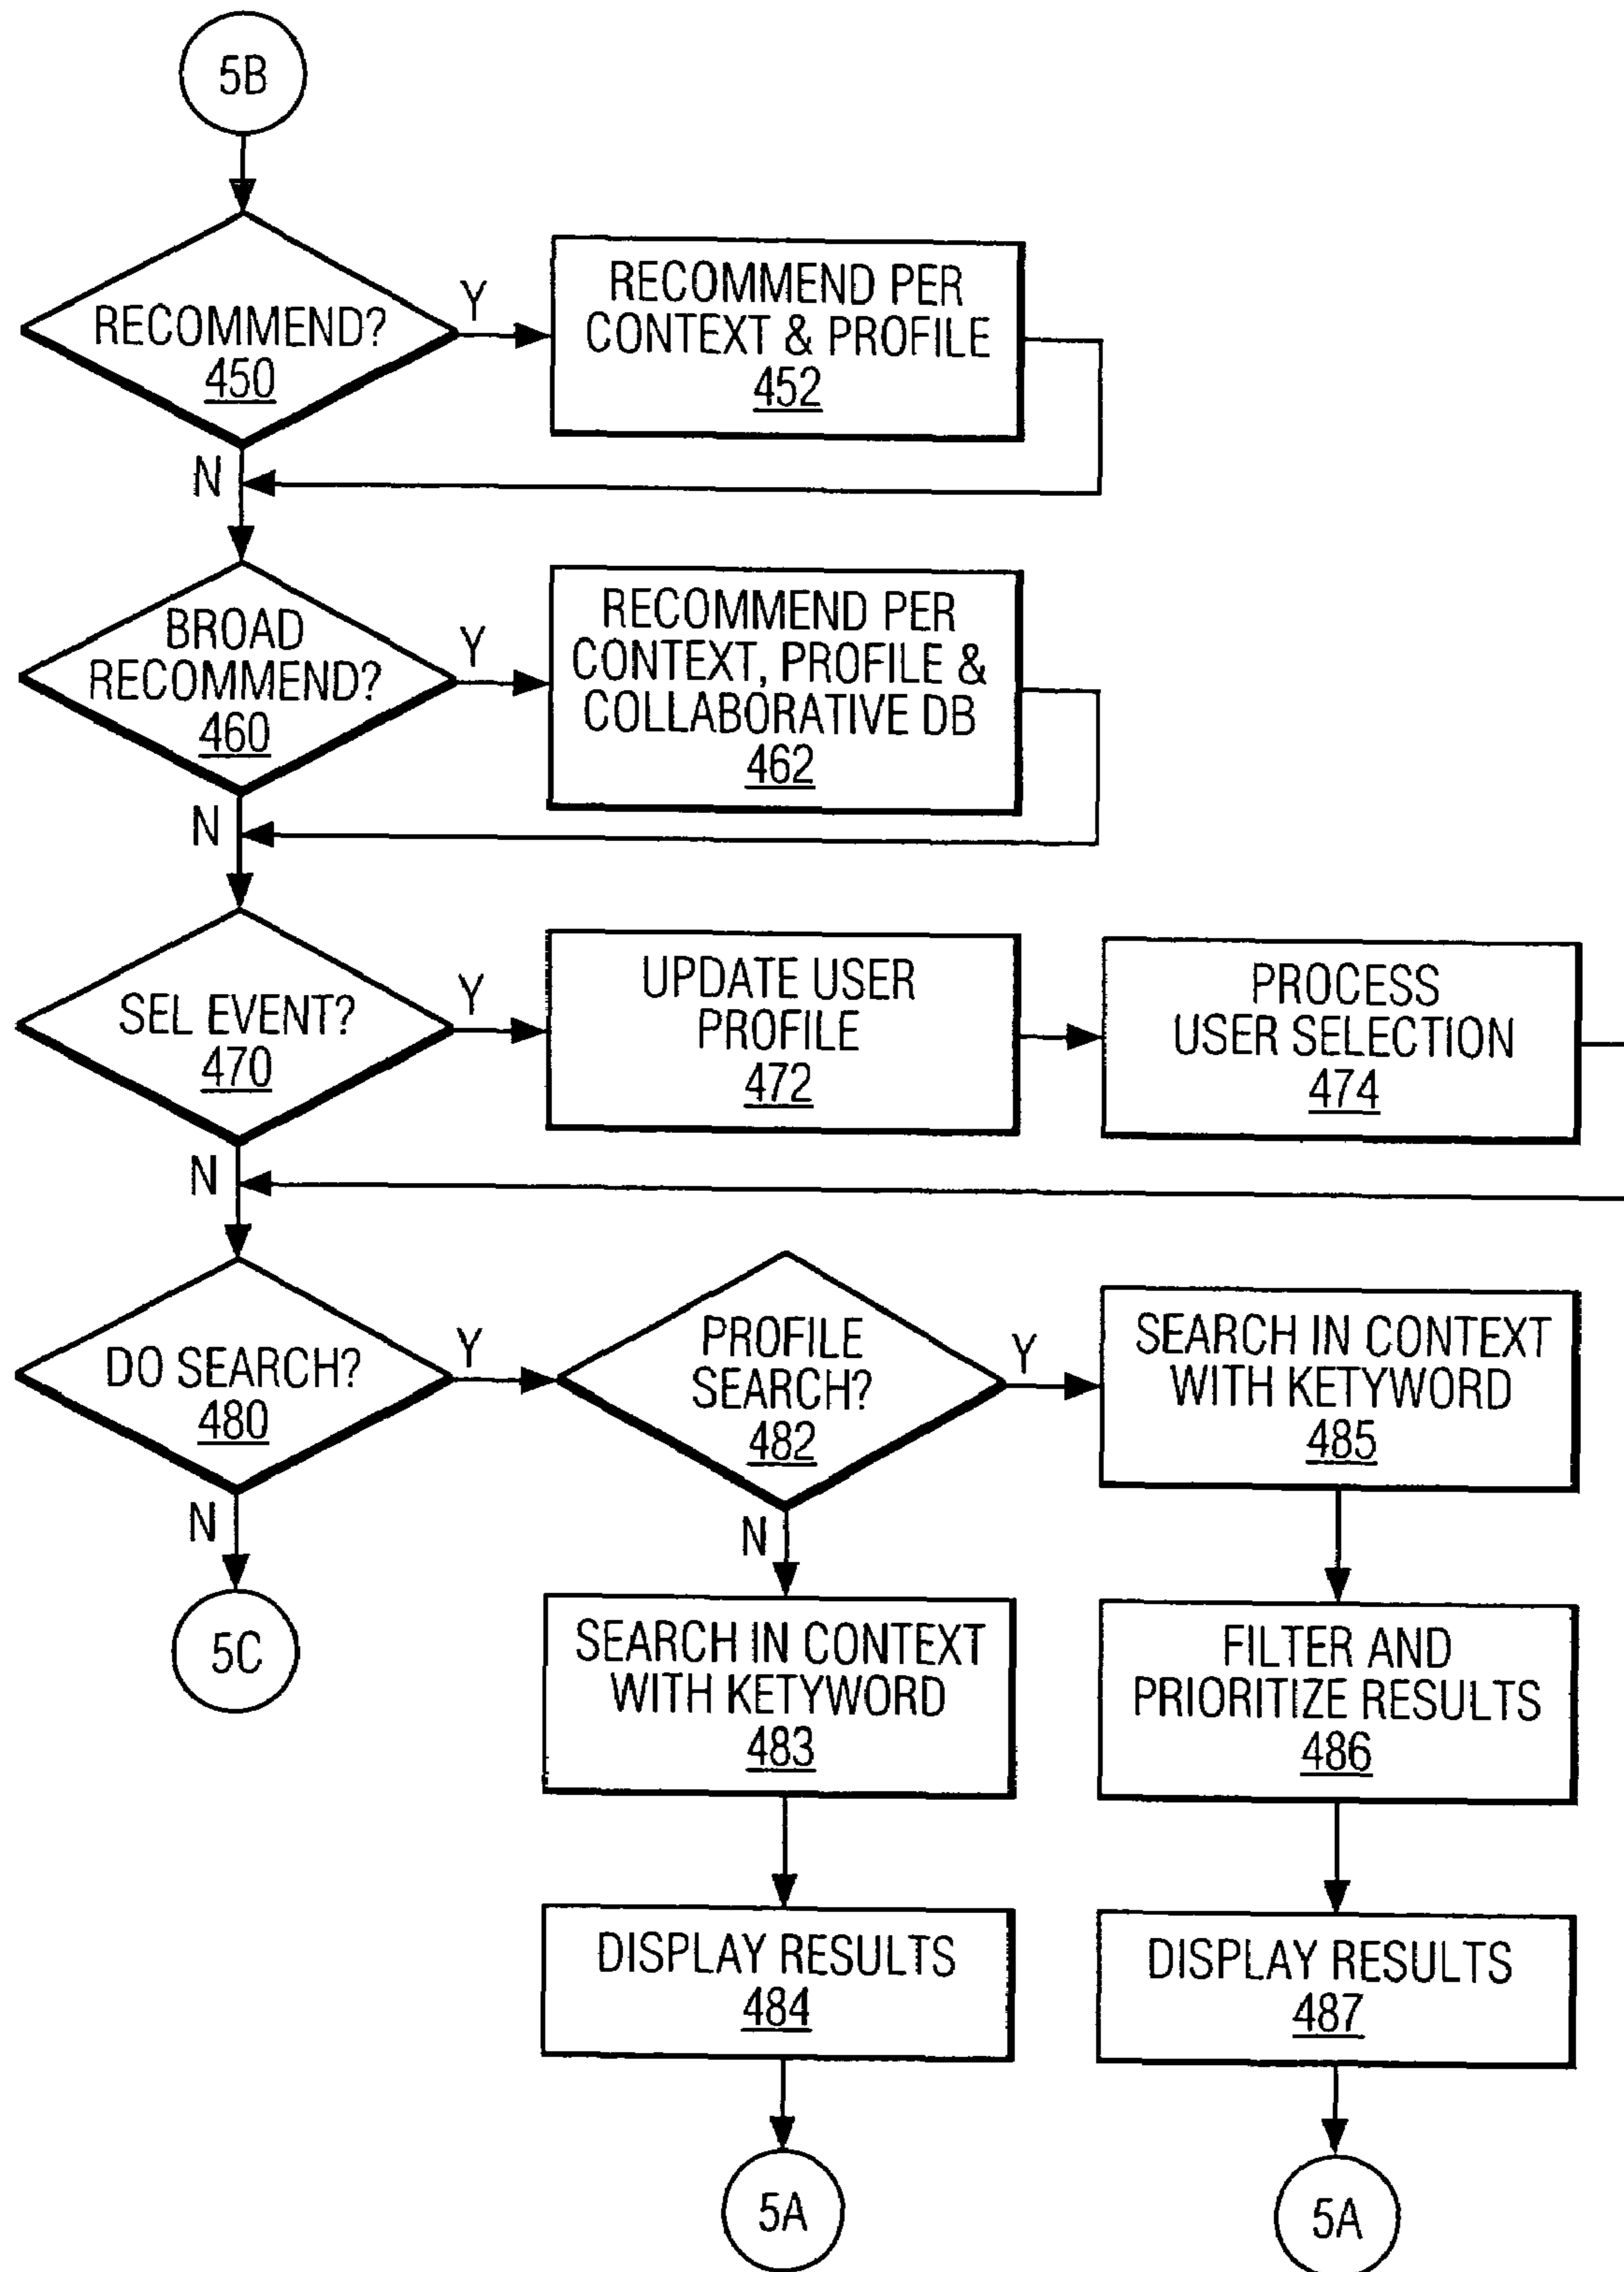 5B
RECOMMEND?
450
Y
RECOMMEND PER
CONTEXT & PROFILE
452
N
BROAD
RECOMMEND?
460
Y
RECOMMEND PER
CONTEXT, PROFILE &
COLLABORATIVE DB
462
N
SEL EVENT?
470
Y
UPDATE USER
PROFILE
472
PROCESS
USER SELECTION
474
N
DO SEARCH?
480
Y
PROFILE
SEARCH?
482
Y
SEARCH IN CONTEXT
WITH KETYWORD
485
N
5C
N
SEARCH IN CONTEXT
WITH KETYWORD
483
FILTER AND
PRIORITIZE RESULTS
486
DISPLAY RESULTS
484
DISPLAY RESULTS
487
5A
5A